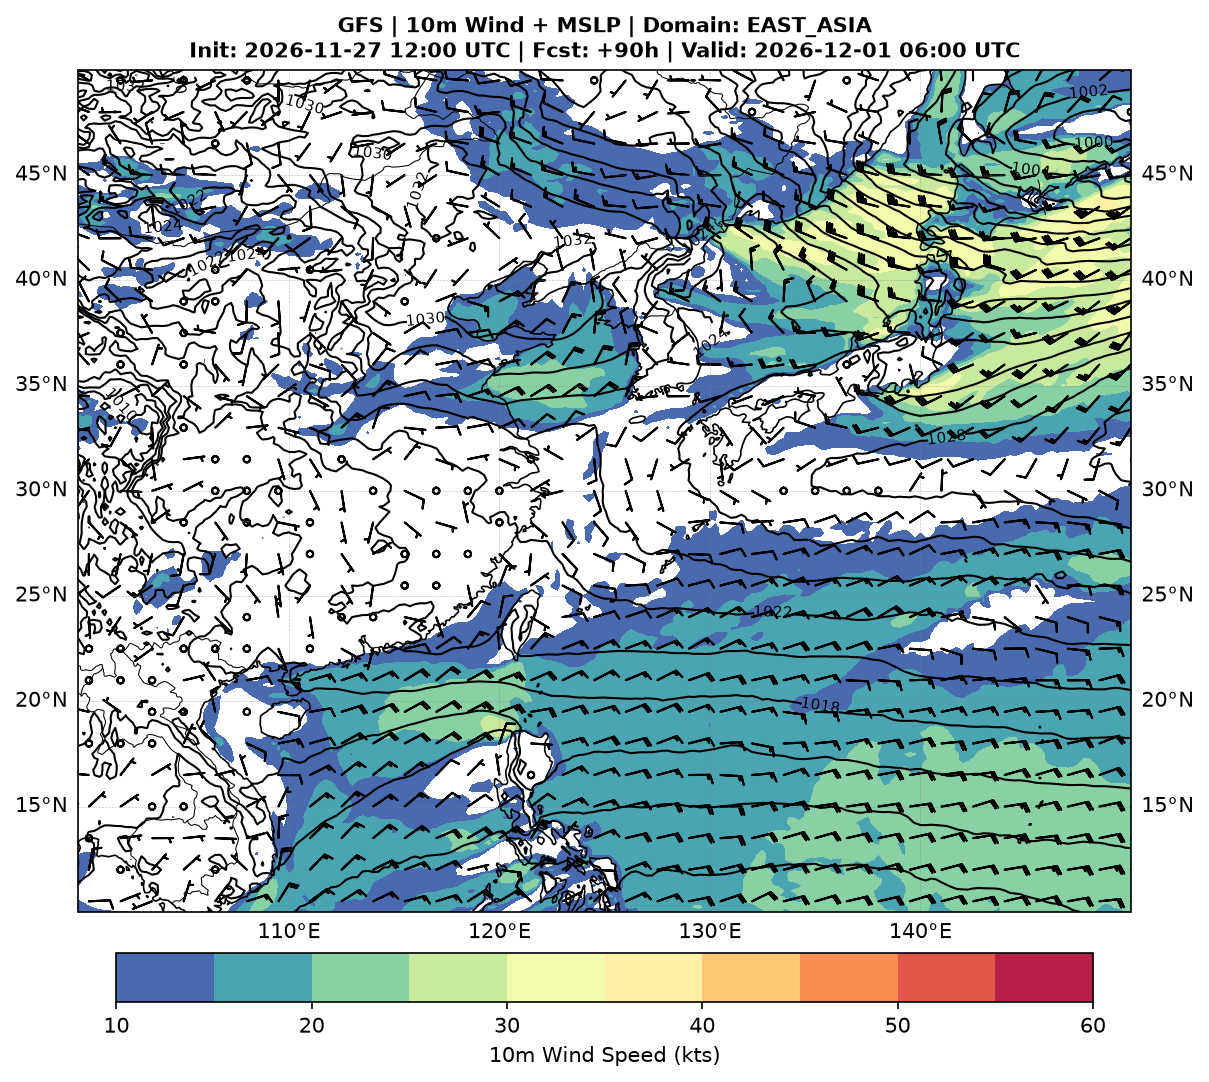 GFS | 10m Wind + MSLP | Domain: EAST_ASIA
Init: 2026-11-27 12:00 UTC | Fcst: +90h | Valid: 2026-12-01 06:00 UTC
1030
1002
1000
1030
45°N
45°N
1032
1024
1032
40°N
40°N
1030
1024
35°N
35°N
1028
30°N
30°N
25°N
25°N
1022
20°N
20°N
1018
15°N
15°N
110°E
120°E
130°E
140°E
10
20
30
40
50
60
10m Wind Speed (kts)